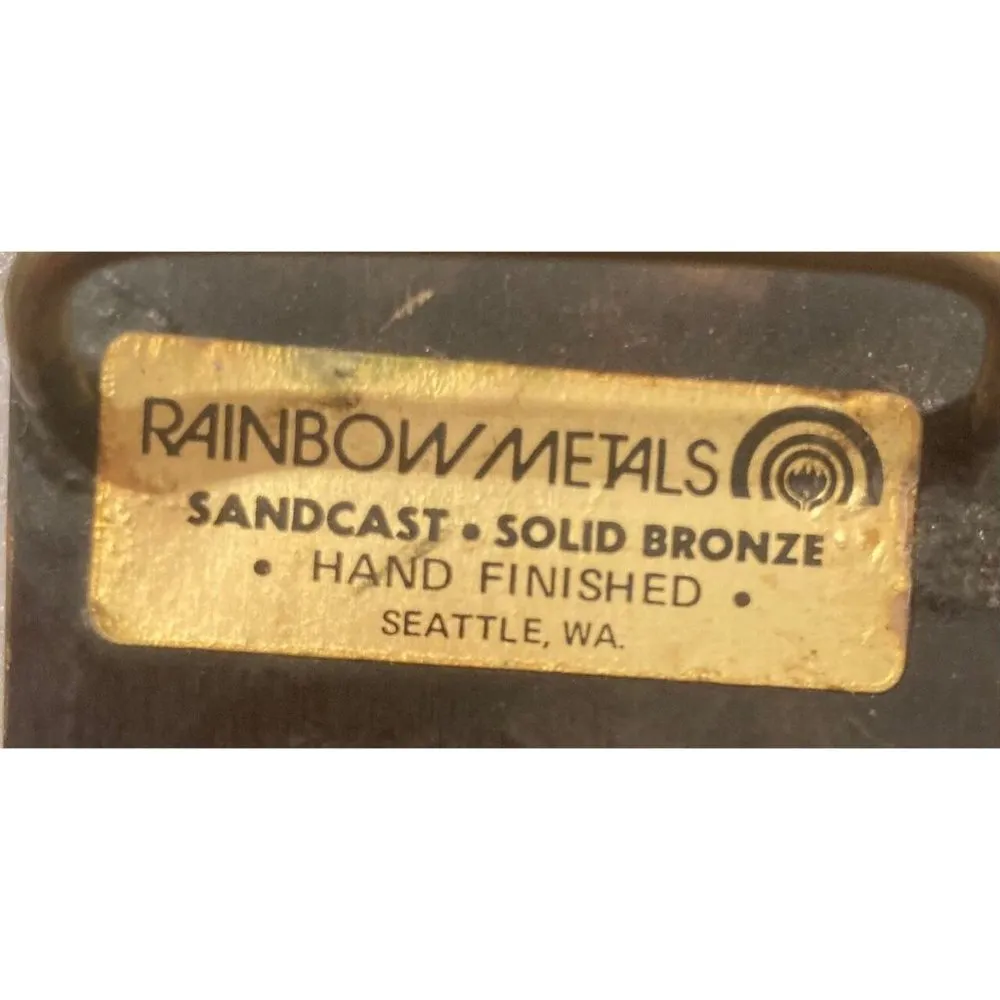 RAINBOW METALS
SANDCAST • SOLID BRONZE
• HAND FINISHED •
SEATTLE, WA.